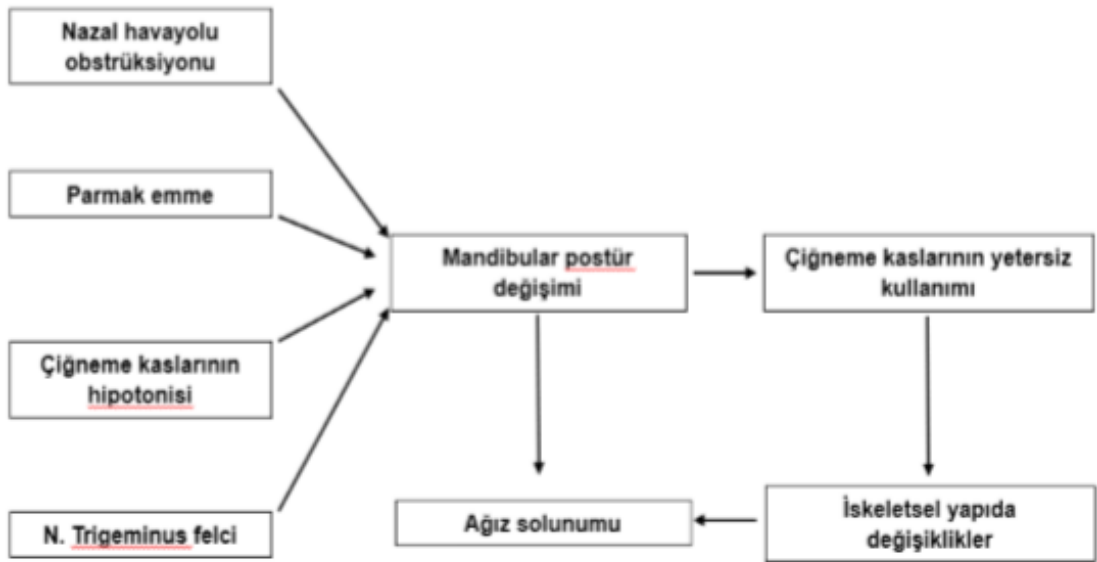 Nazal havayolu
obstrüksiyonu
Parmak emme
Çiğneme kaslarının
hipotonisi
N. Trigeminus felci
Mandibular postür
değişimi
Çiğneme kaslarının yetersiz
kullanımı
Ağız solunumu
İskeletsel yapıda
değişiklikler